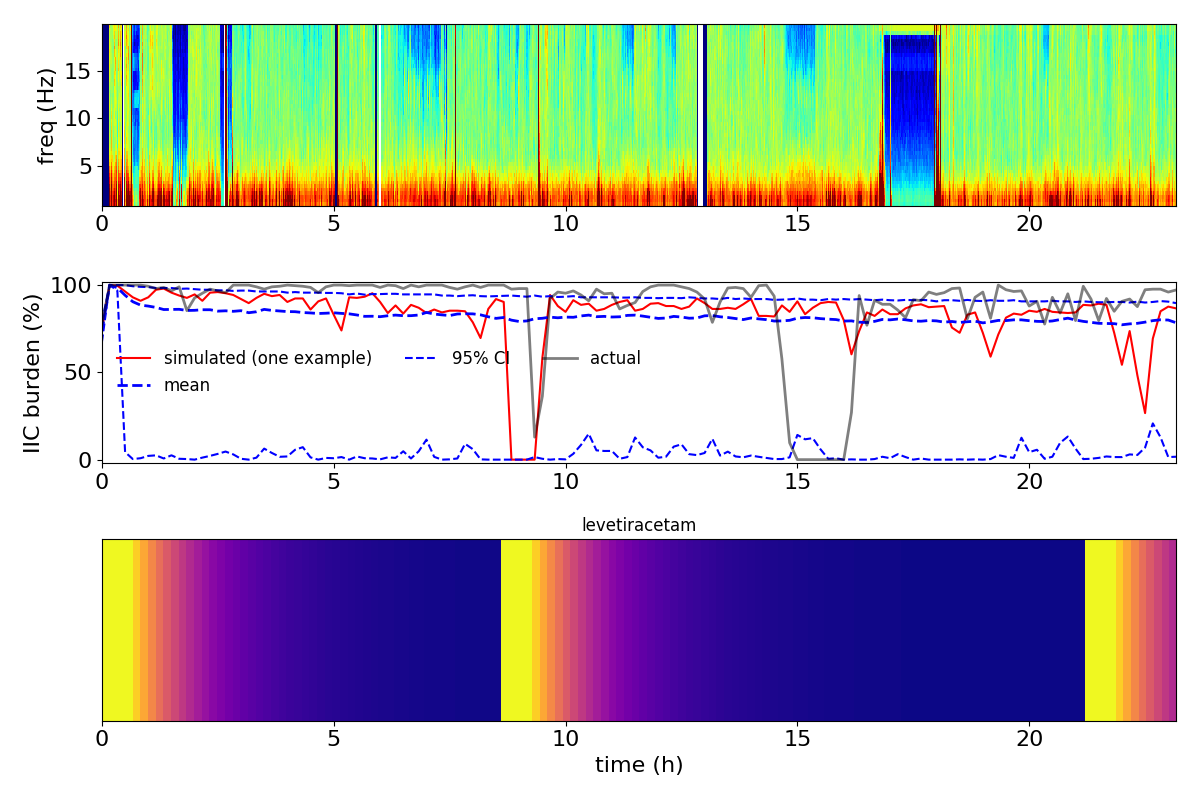 15
10
5
freq (Hz)
0 5 10 15 20
100
50
0
IIC burden (%)
simulated (one example) 95% CI actual
mean
0 5 10 15 20
levetiracetam
0 5 10 15 20
time (h)